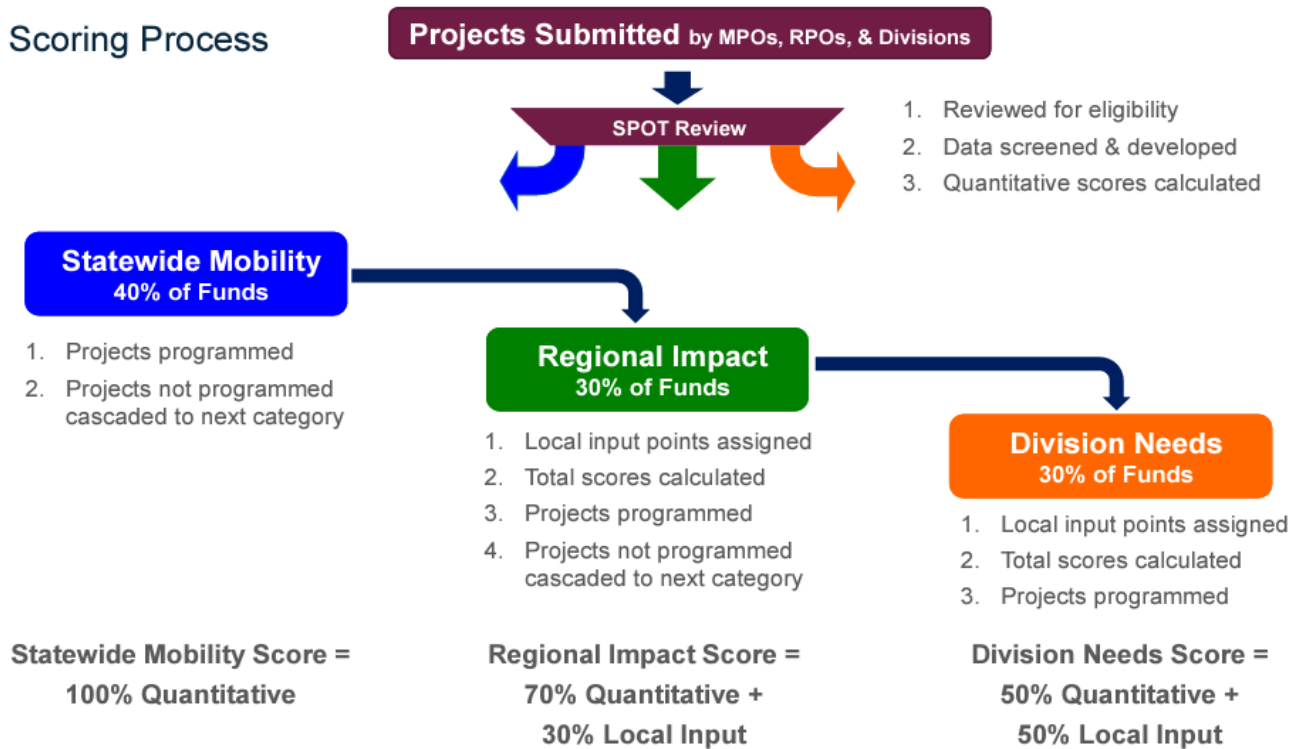 Scoring Process
Projects Submitted by MPOs, RPOs, & Divisions
SPOT Review
1. Reviewed for eligibility
2. Data screened & developed
3. Quantitative scores calculated
Statewide Mobility
40% of Funds
1. Projects programmed
2. Projects not programmed
cascaded to next category
Regional Impact
30% of Funds
1. Local input points assigned
2. Total scores calculated
3. Projects programmed
4. Projects not programmed
cascaded to next category
Division Needs
30% of Funds
1. Local input points assigned
2. Total scores calculated
3. Projects programmed
Statewide Mobility Score =
100% Quantitative
Regional Impact Score =
70% Quantitative +
30% Local Input
Division Needs Score =
50% Quantitative +
50% Local Input